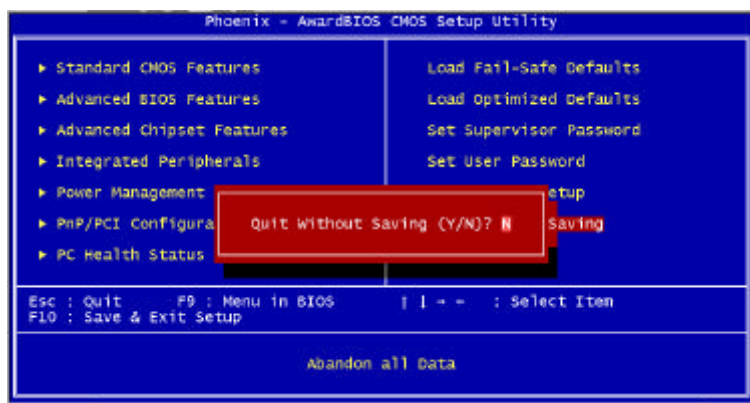 Phoenix - AwardBIOS CMOS Setup Utility
▶ Standard CMOS Features
▶ Advanced BIOS Features
▶ Advanced Chipset Features
▶ Integrated Peripherals
▶ Power Management
▶ PnP/PCI Configura
▶ PC Health Status
Load Fail-Safe Defaults
Load Optimized Defaults
Set Supervisor Password
Set User Password
etup
Saving
Quit Without Saving (Y/N)? N
Esc : Quit F9 : Menu in BIOS ↑ ↓ → ← : Select Item
F10 : Save & Exit Setup
Abandon all Data